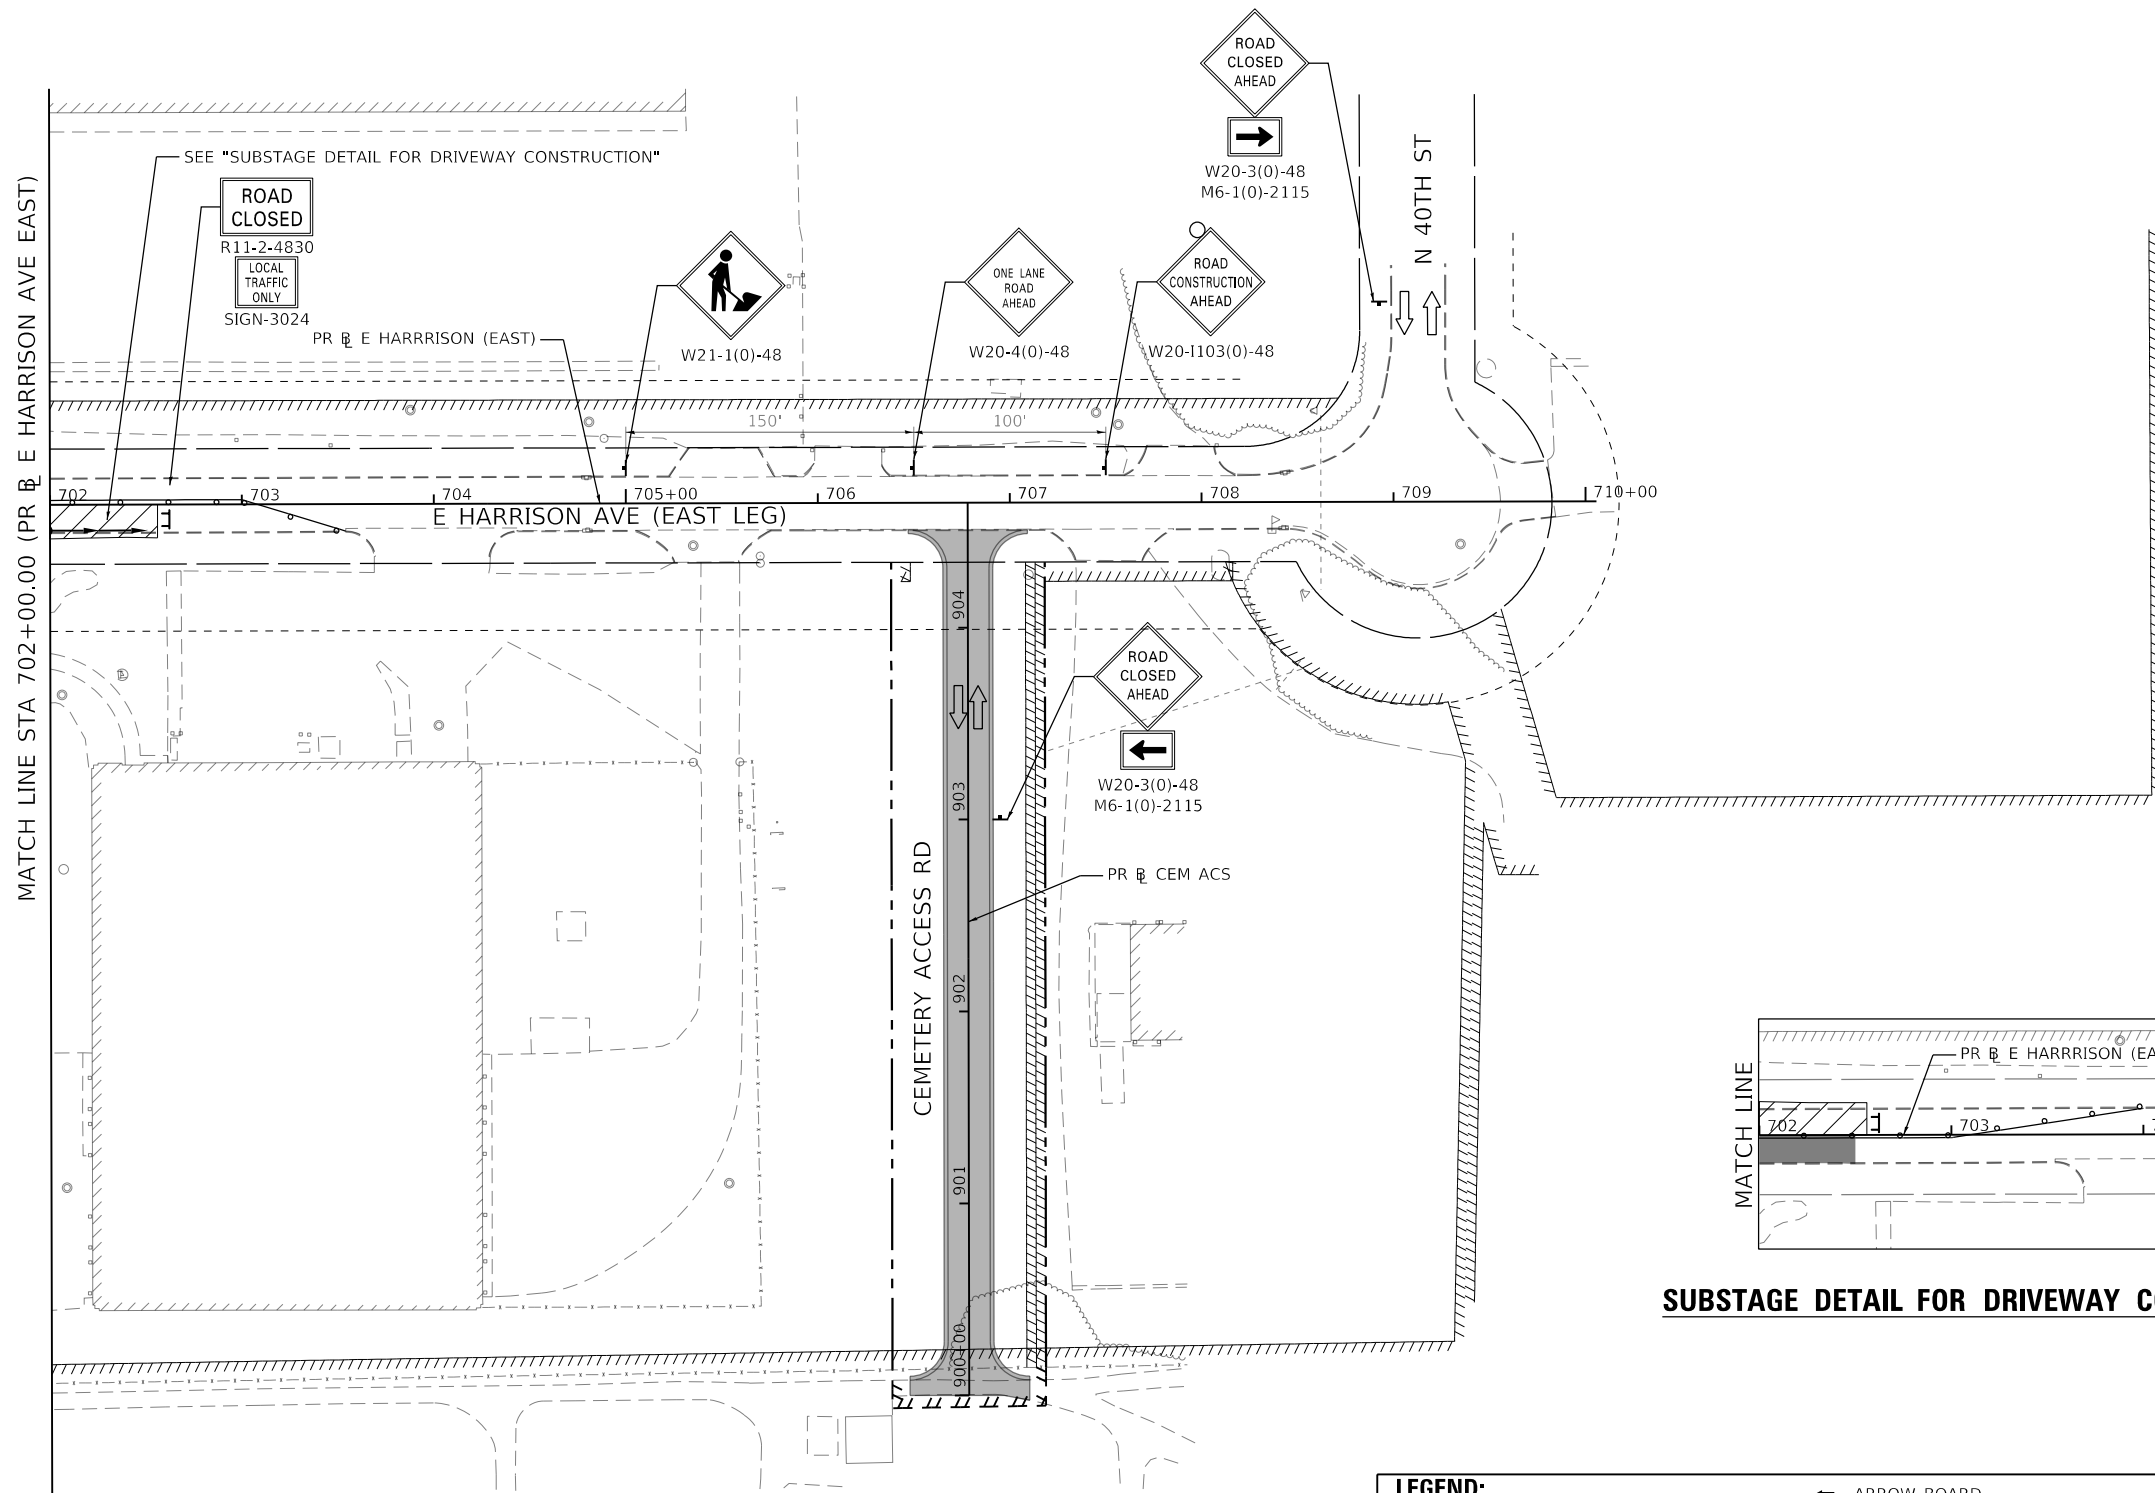 ROAD
CLOSED
AHEAD
W20-3(0)-48
M6-1(0)-2115
N 40TH ST
SEE "SUBSTAGE DETAIL FOR DRIVEWAY CONSTRUCTION"
ROAD
CLOSED
R11-2-4830
LOCAL
TRAFFIC
ONLY
SIGN-3024
PR BL E HARRRISON (EAST)
W21-1(0)-48
ONE LANE
ROAD
AHEAD
W20-4(0)-48
ROAD
CONSTRUCTION
AHEAD
W20-I103(0)-48
150'
100'
MATCH LINE STA 702+00.00 (PR BL E HARRISON AVE EAST)
702
703
704
705+00
706
707
708
709
710+00
E HARRISON AVE (EAST LEG)
904
903
902
901
900+00
ROAD
CLOSED
AHEAD
W20-3(0)-48
M6-1(0)-2115
PR BL CEM ACS
CEMETERY ACCESS RD
MATCH LINE
PR BL E HARRRISON (EA
702
703
SUBSTAGE DETAIL FOR DRIVEWAY C
LEGEND:
ARROW BOARD